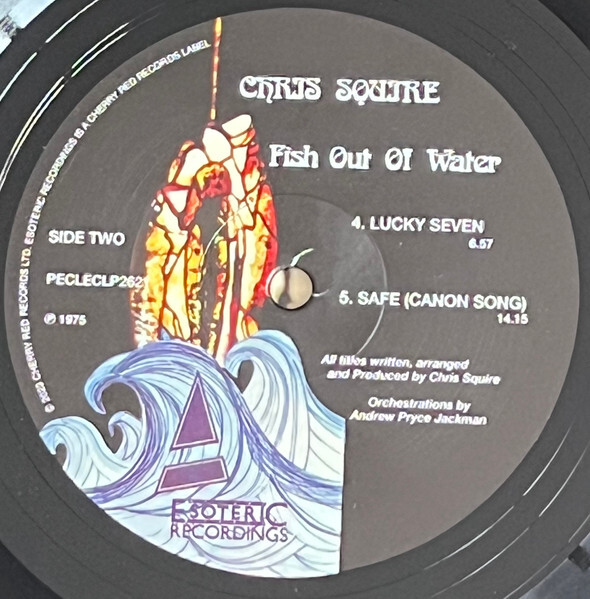 CHRIS SQUIRE
Fish Out Of Water
SIDE TWO
PECLECLP2621
℗ 1975
4. LUCKY SEVEN
6.57
5. SAFE (CANON SONG)
14.15
All titles written, arranged
and Produced by Chris Squire
Orchestrations by
Andrew Pryce Jackman
ESOTERIC
RECORDINGS
CHERRY RED RECORDS LTD. ESOTERIC RECORDINGS IS A CHERRY RED RECORDS LABEL